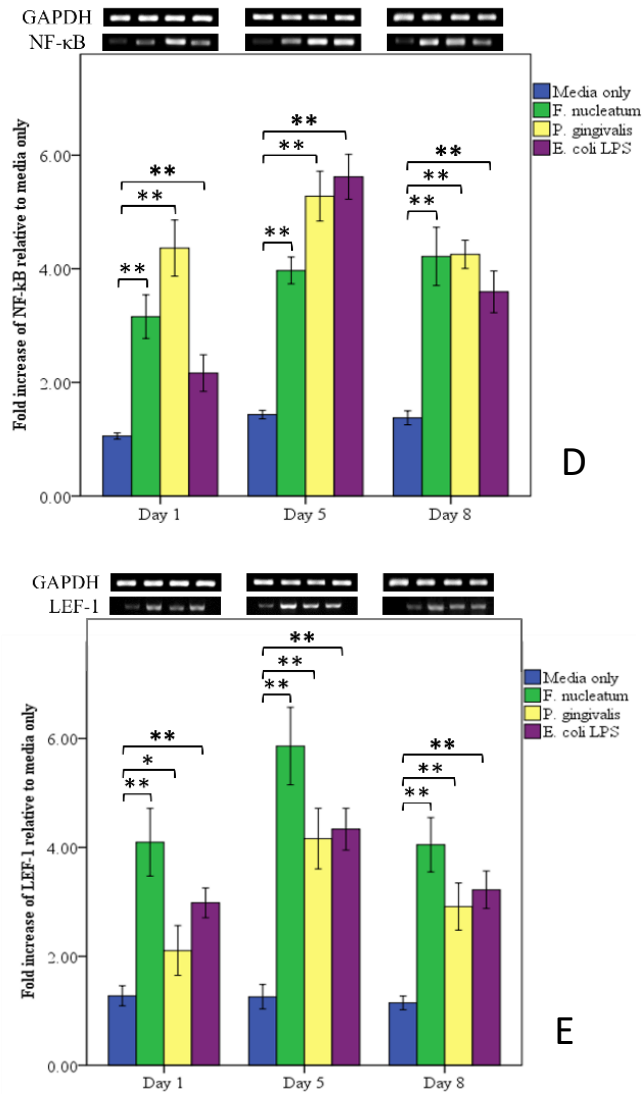 GAPDH
NF-κB
Fold increase of NF-kB relative to media only
6.00
4.00
2.00
0.00
** ** **
** ** **
** ** **
Day 1 Day 5 Day 8
Media only
F. nucleatum
P. gingivalis
E. coli LPS
D
GAPDH
LEF-1
Fold increase of LEF-1 relative to media only
6.00
4.00
2.00
0.00
** * **
** ** **
** ** **
Day 1 Day 5 Day 8
Media only
F. nucleatum
P. gingivalis
E. coli LPS
E